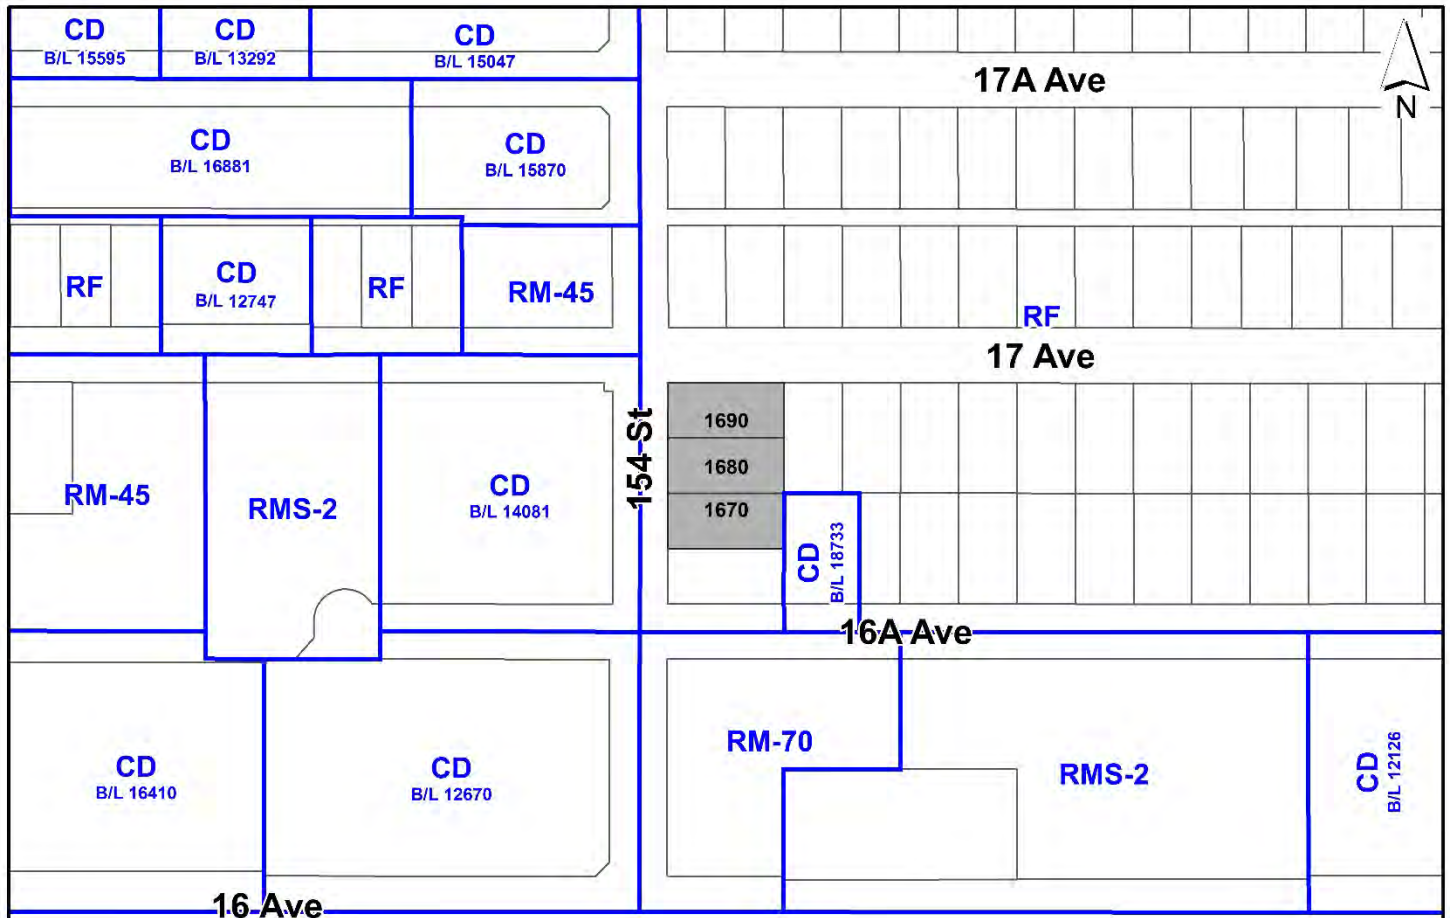 CD
B/L 15595
CD
B/L 13292
CD
B/L 15047
17A Ave
N
CD
B/L 16881
CD
B/L 15870
RF
CD
B/L 12747
RF
RM-45
RF
17 Ave
154 St
1690
1680
1670
RM-45
RMS-2
CD
B/L 14081
CD
B/L 18733
16A Ave
CD
B/L 16410
CD
B/L 12670
RM-70
RMS-2
CD
B/L 12126
16 Ave